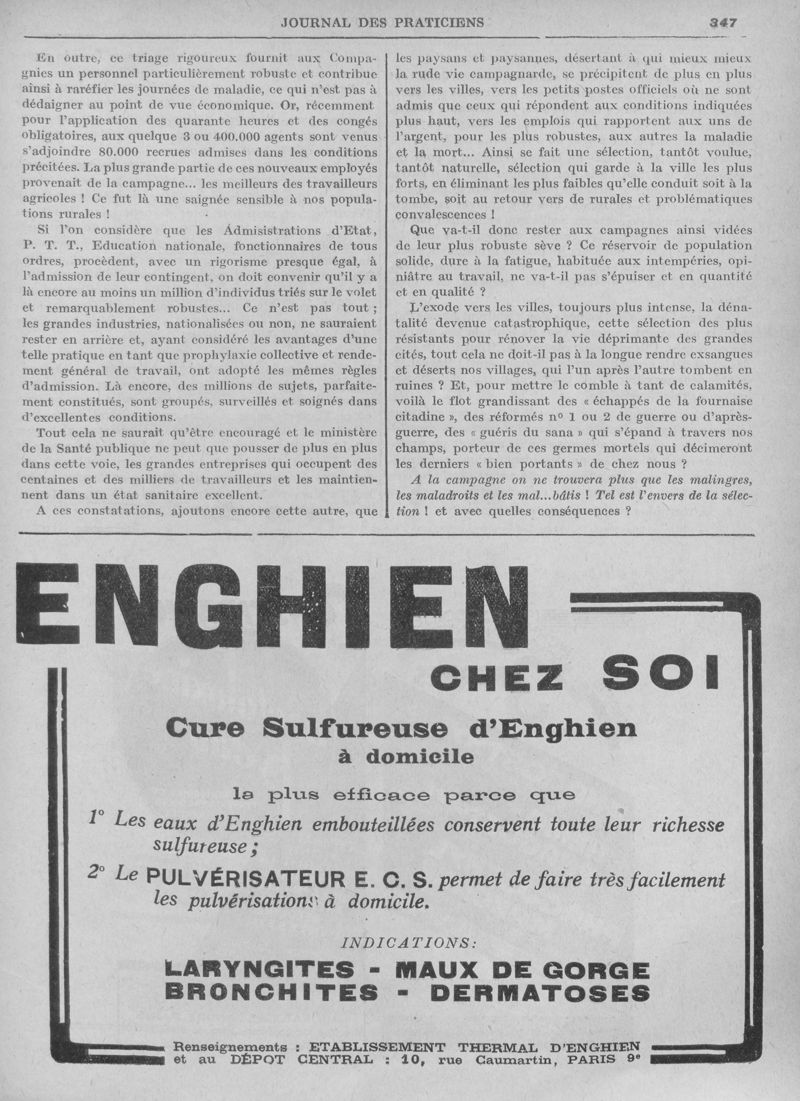 JOURNAL DES PRATICIENS 347
En outre, ce triage rigoureux fournit aux Compa-
gnies un personnel particulièrement robuste et contribue
ainsi à raréfier les journées de maladie, ce qui n'est pas à
dédaigner au point de vue économique. Or, récemment
pour l'application des quarante heures et des congés
obligatoires, aux quelque 3 ou 400.000 agents sont venus
s'adjoindre 80.000 recrues admises dans les conditions
précitées. La plus grande partie de ces nouveaux employés
provenait de la campagne... les meilleurs des travailleurs
agricoles ! Ce fut là une saignée sensible à nos popula-
tions rurales !
Si l'on considère que les Admisistrations d'Etat,
P. T. T., Education nationale, fonctionnaires de tous
ordres, procèdent, avec un rigorisme presque égal, à
l'admission de leur contingent, on doit convenir qu'il y a
là encore au moins un million d'individus triés sur le volet
et remarquablement robustes... Ce n'est pas tout ;
les grandes industries, nationalisées ou non, ne sauraient
rester en arrière et, ayant considéré les avantages d'une
telle pratique en tant que prophylaxie collective et rende-
ment général de travail, ont adopté les mêmes règles
d'admission. Là encore, des millions de sujets, parfaite-
ment constitués, sont groupés, surveillés et soignés dans
d'excellentes conditions.
Tout cela ne saurait qu'être encouragé et le ministère
de la Santé publique ne peut que pousser de plus en plus
dans cette voie, les grandes entreprises qui occupent des
centaines et des milliers de travailleurs et les maintien-
nent dans un état sanitaire excellent.
A ces constatations, ajoutons encore cette autre, que
les paysans et paysannes, désertant à qui mieux mieux
la rude vie campagnarde, se précipitent de plus en plus
vers les villes, vers les petits postes officiels où ne sont
admis que ceux qui répondent aux conditions indiquées
plus haut, vers les emplois qui rapportent aux uns de
l'argent, pour les plus robustes, aux autres la maladie
et la mort... Ainsi se fait une sélection, tantôt voulue,
tantôt naturelle, sélection qui garde à la ville les plus
forts, en éliminant les plus faibles qu'elle conduit soit à la
tombe, soit au retour vers de rurales et problématiques
convalescences !
Que va-t-il donc rester aux campagnes ainsi vidées
de leur plus robuste sève ? Ce réservoir de population
solide, dure à la fatigue, habituée aux intempéries, opi-
niâtre au travail, ne va-t-il pas s'épuiser et en quantité
et en qualité ?
L'exode vers les villes, toujours plus intense, la déna-
talité devenue catastrophique, cette sélection des plus
résistants pour rénover la vie déprimante des grandes
cités, tout cela ne doit-il pas à la longue rendre exsangues
et déserts nos villages, qui l'un après l'autre tombent en
ruines ? Et, pour mettre le comble à tant de calamités,
voilà le flot grandissant des « échappés de la fournaise
citadine », des réformés nº 1 ou 2 de guerre ou d'après-
guerre, des « guéris du sana » qui s'épand à travers nos
champs, porteur de ces germes mortels qui décimeront
les derniers « bien portants » de chez nous ?
A la campagne on ne trouvera plus que les malingres,
les maladroits et les mal...bâtis ! Tel est l'envers de la sélec-
tion ! et avec quelles conséquences ?
ENGHIEN
CHEZ SOI
Cure Sulfureuse d'Enghien
à domicile
la plus efficace parce que
1° Les eaux d'Enghien embouteillées conservent toute leur richesse
sulfureuse ;
2° Le PULVÉRISATEUR E. C. S. permet de faire très facilement
les pulvérisations à domicile.
INDICATIONS :
LARYNGITES - MAUX DE GORGE
BRONCHITES - DERMATOSES
Renseignements : ETABLISSEMENT THERMAL D'ENGHIEN
et au DÉPOT CENTRAL : 10, rue Caumartin, PARIS 9e